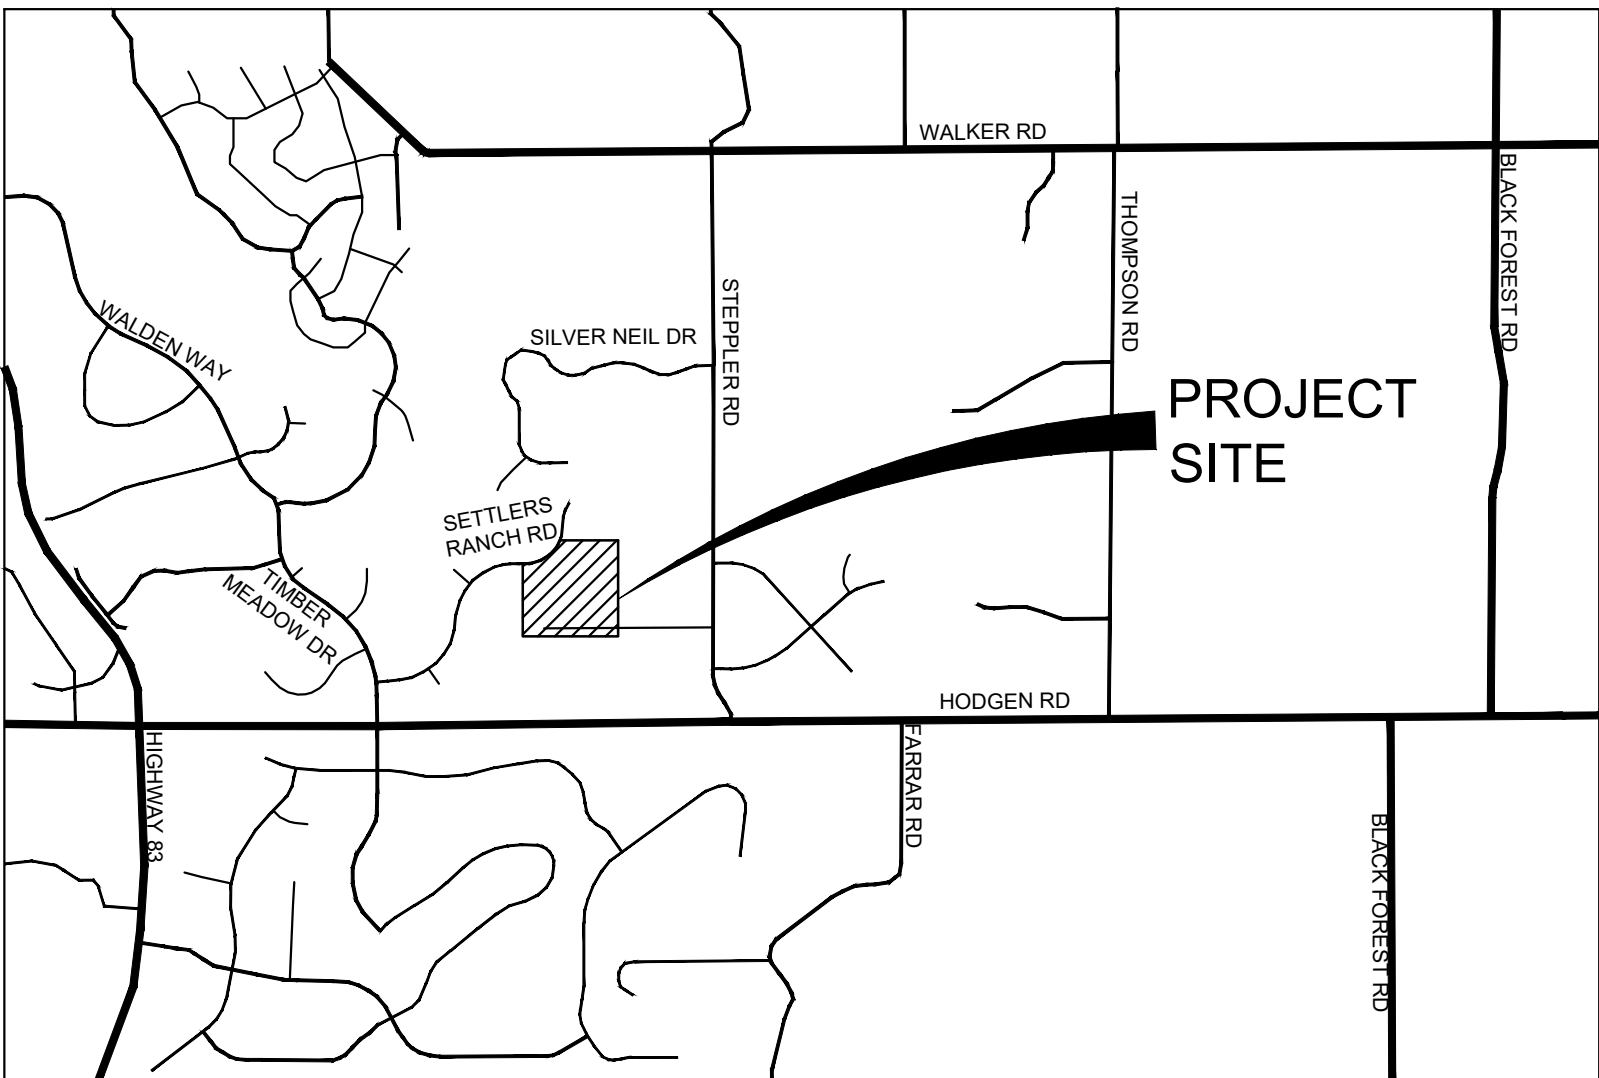 WALKER RD
BLACK FOREST RD
THOMPSON RD
WALDEN WAY
STEPPLER RD
SILVER NEIL DR
PROJECT
SITE
SETTLERS
RANCH RD
TIMBER
MEADOW DR
HODGEN RD
HIGHWAY 83
FARRAR RD
BLACK FOREST RD